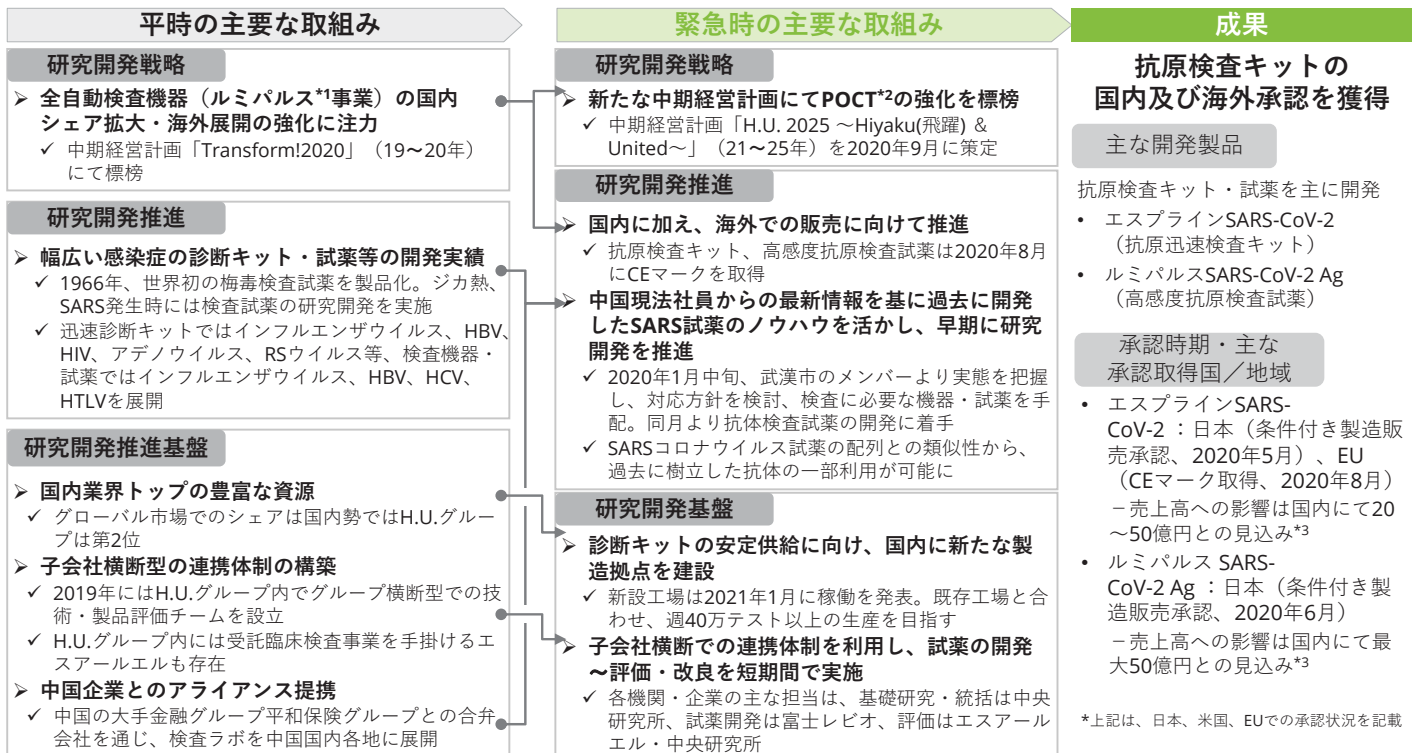 平時の主要な取組み
研究開発戦略
➢ 全自動検査機器（ルミパルス*1事業）の国内
シェア拡大・海外展開の強化に注力
✓ 中期経営計画「Transform!2020」（19～20年）
にて標榜
研究開発推進
➢ 幅広い感染症の診断キット・試薬等の開発実績
✓ 1966年、世界初の梅毒検査試薬を製品化。ジカ熱、
SARS発生時には検査試薬の研究開発を実施
✓ 迅速診断キットではインフルエンザウイルス、HBV、
HIV、アデノウイルス、RSウイルス等、検査機器・
試薬ではインフルエンザウイルス、HBV、HCV、
HTLVを展開
研究開発推進基盤
➢ 国内業界トップの豊富な資源
✓ グローバル市場でのシェアは国内勢ではH.U.グルー
プは第2位
➢ 子会社横断型の連携体制の構築
✓ 2019年にはH.U.グループ内でグループ横断型での技
術・製品評価チームを設立
✓ H.U.グループ内には受託臨床検査事業を手掛けるエ
スアールエルも存在
➢ 中国企業とのアライアンス提携
✓ 中国の大手金融グループ平和保険グループとの合弁
会社を通じ、検査ラボを中国国内各地に展開
緊急時の主要な取組み
研究開発戦略
➢ 新たな中期経営計画にてPOCT*2の強化を標榜
✓ 中期経営計画「H.U. 2025 ～Hiyaku(飛躍) &
United～」（21～25年）を2020年9月に策定
研究開発推進
➢ 国内に加え、海外での販売に向けて推進
✓ 抗原検査キット、高感度抗原検査試薬は2020年8月
にCEマークを取得
➢ 中国現法社員からの最新情報を基に過去に開発
したSARS試薬のノウハウを活かし、早期に研究
開発を推進
✓ 2020年1月中旬、武漢市のメンバーより実態を把握
し、対応方針を検討、検査に必要な機器・試薬を手
配。同月より抗体検査試薬の開発に着手
✓ SARSコロナウイルス試薬の配列との類似性から、
過去に樹立した抗体の一部利用が可能に
研究開発基盤
➢ 診断キットの安定供給に向け、国内に新たな製
造拠点を建設
✓ 新設工場は2021年1月に稼働を発表。既存工場と合
わせ、週40万テスト以上の生産を目指す
➢ 子会社横断での連携体制を利用し、試薬の開発
～評価・改良を短期間で実施
✓ 各機関・企業の主な担当は、基礎研究・統括は中央
研究所、試薬開発は富士レビオ、評価はエスアール
エル・中央研究所
成果
抗原検査キットの
国内及び海外承認を獲得
主な開発製品
抗原検査キット・試薬を主に開発
• エスプラインSARS-CoV-2
（抗原迅速検査キット）
• ルミパルスSARS-CoV-2 Ag
（高感度抗原検査試薬）
承認時期・主な
承認取得国／地域
• エスプラインSARS-
CoV-2 ：日本（条件付き製造販
売承認、2020年5月）、EU
（CEマーク取得、2020年8月）
－売上高への影響は国内にて20
～50億円との見込み*3
• ルミパルス SARS-
CoV-2 Ag ：日本（条件付き製
造販売承認、2020年6月）
－売上高への影響は国内にて最
大50億円との見込み*3
*上記は、日本、米国、EUでの承認状況を記載